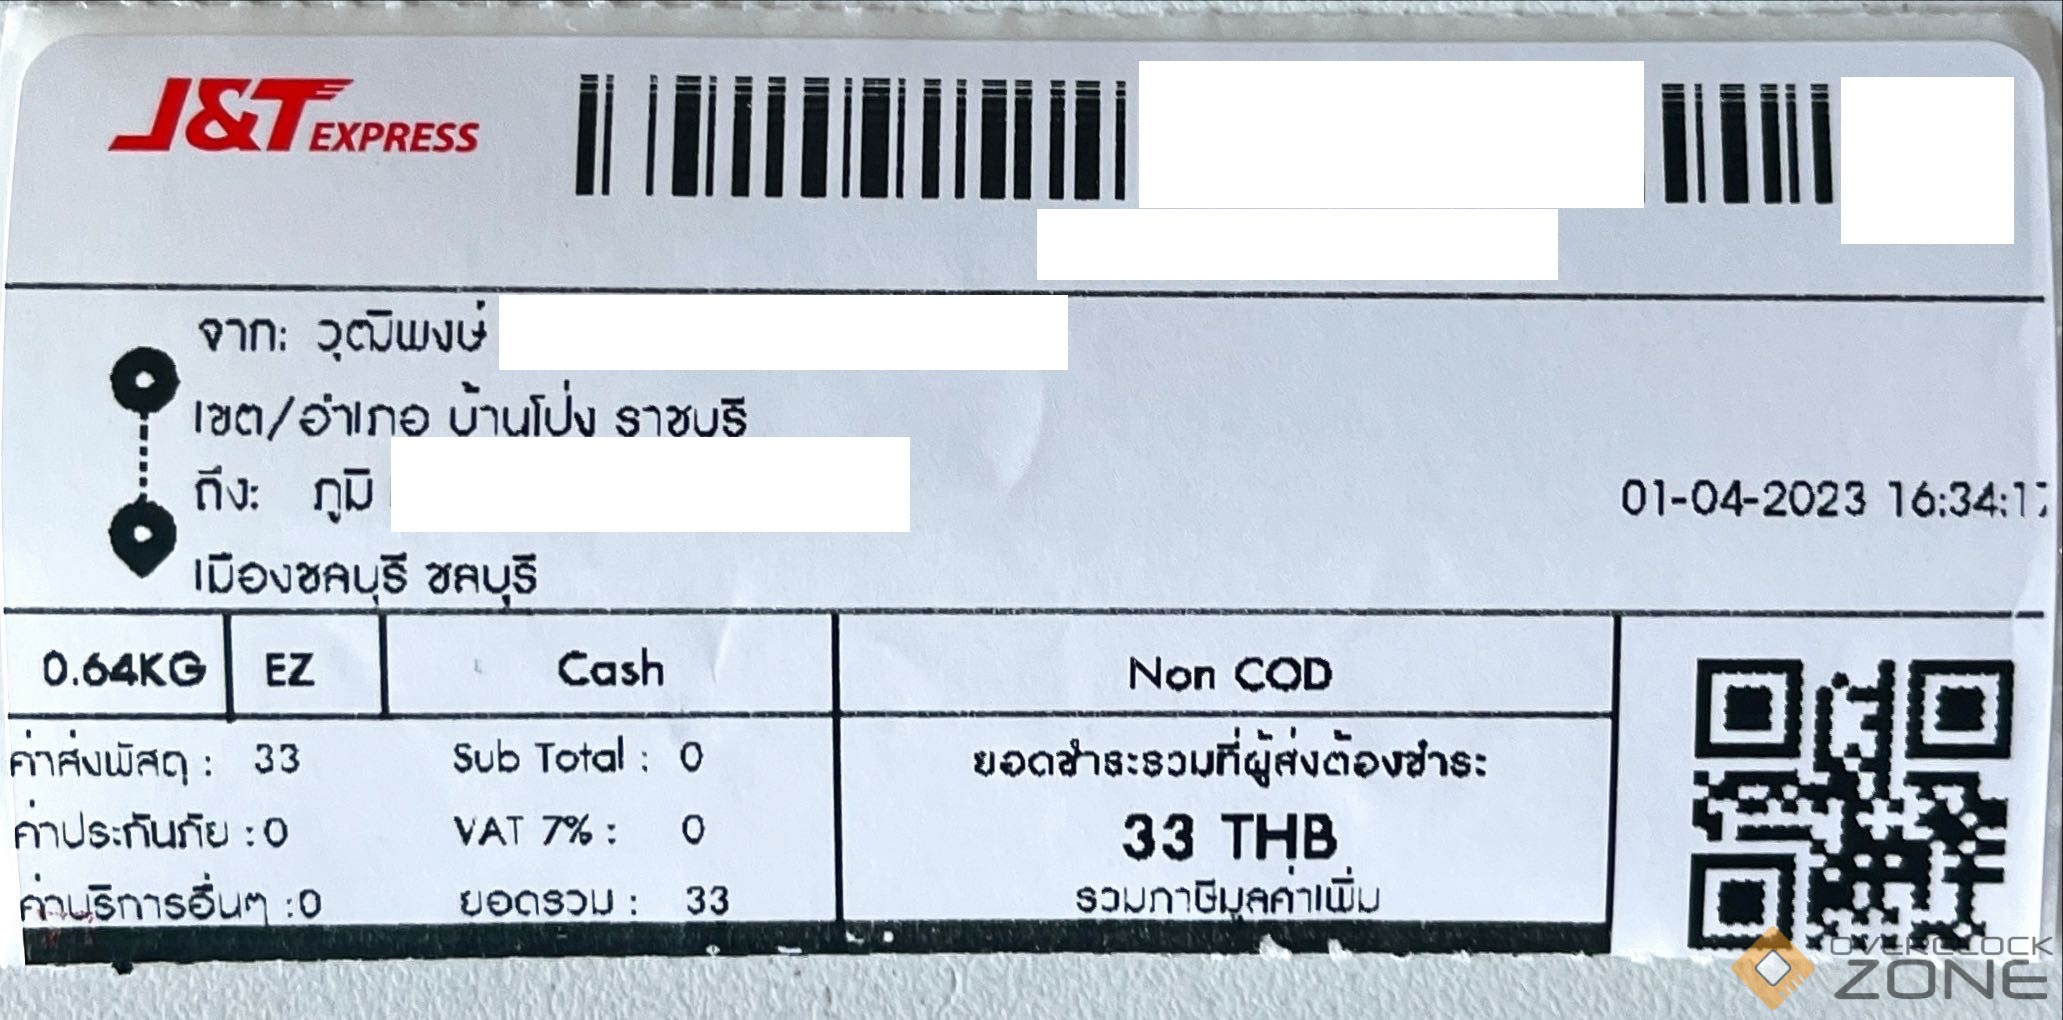 J&T EXPRESS
จาก: วุฒิพงษ์
เขต/อำเภอ บ้านโป่ง ราชบุรี
ถึง: ภูมิ
01-04-2023 16:34:17
เมืองชลบุรี ชลบุรี
0.64KG EZ Cash Non COD
ค่าส่งพัสดุ : 33 Sub Total : 0 ยอดชำระรวมที่ผู้ส่งต้องชำระ
ค่าประกันภัย : 0 VAT 7% : 0 33 THB
ค่าบริการอื่นๆ : 0 ยอดรวม : 33 รวมภาษีมูลค่าเพิ่ม
OVERCLOCK
ZONE